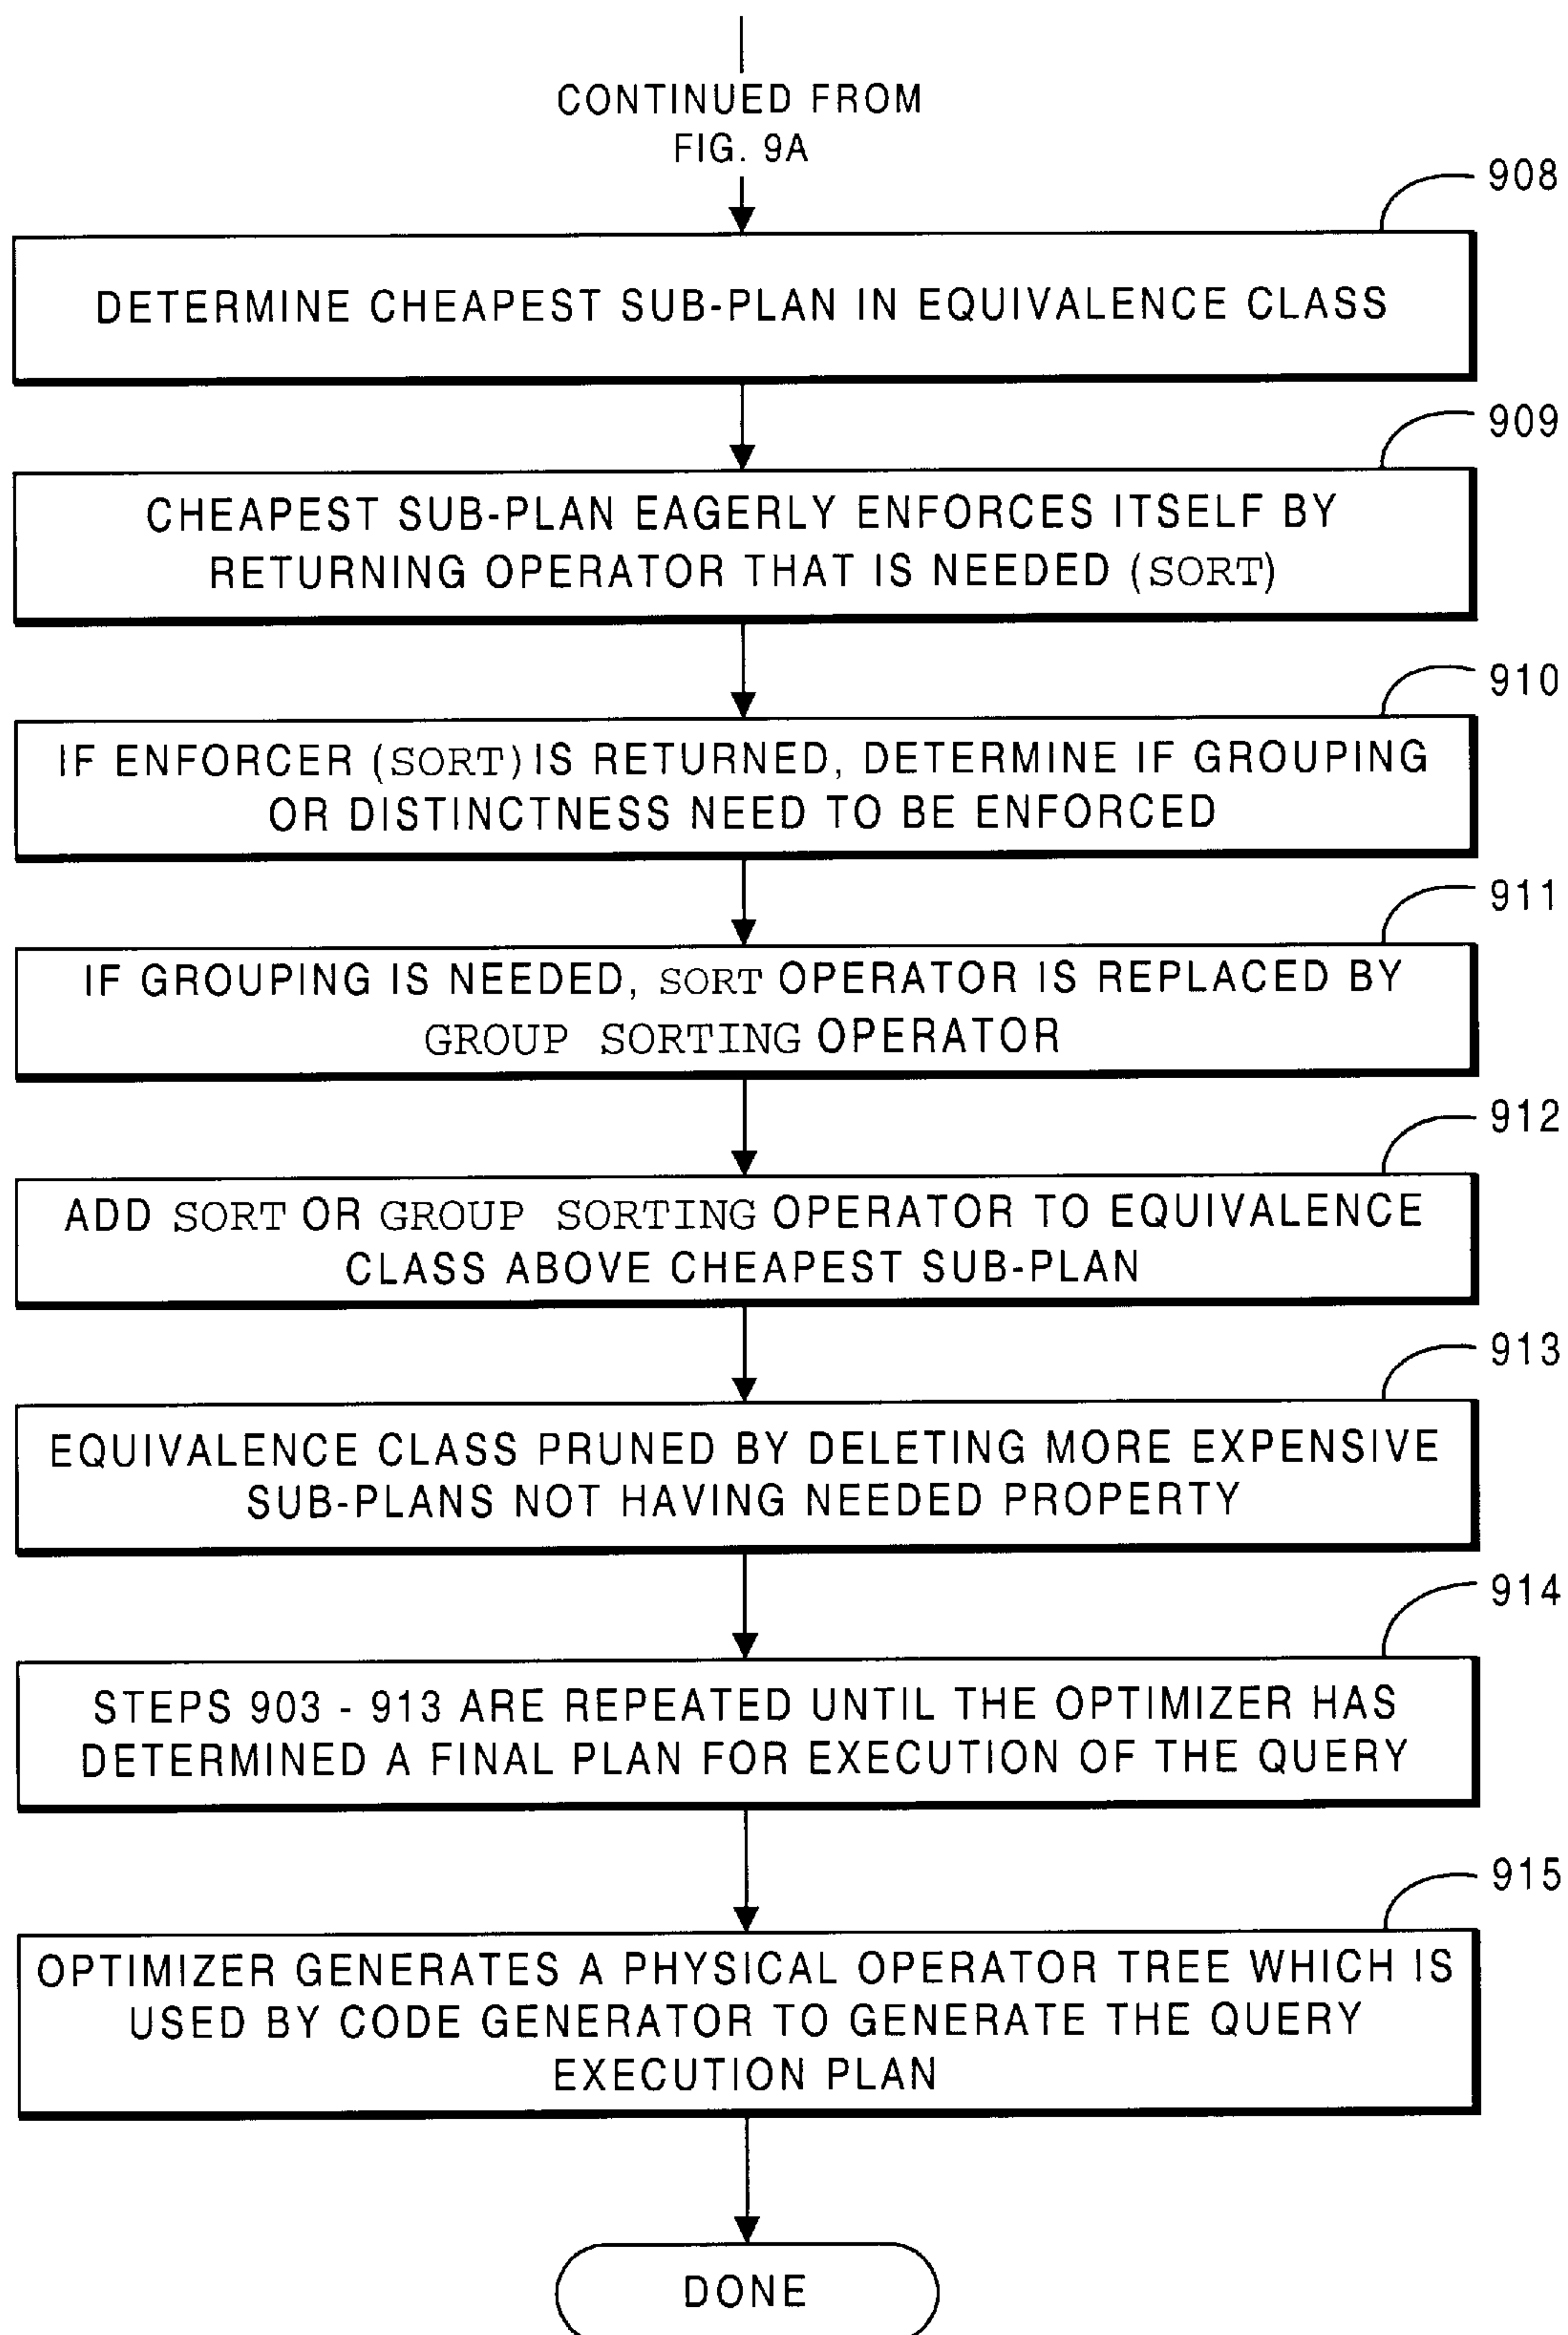 CONTINUED FROM
FIG. 9A
908
DETERMINE CHEAPEST SUB-PLAN IN EQUIVALENCE CLASS
909
CHEAPEST SUB-PLAN EAGERLY ENFORCES ITSELF BY
RETURNING OPERATOR THAT IS NEEDED (SORT)
910
IF ENFORCER (SORT) IS RETURNED, DETERMINE IF GROUPING
OR DISTINCTNESS NEED TO BE ENFORCED
911
IF GROUPING IS NEEDED, SORT OPERATOR IS REPLACED BY
GROUP SORTING OPERATOR
912
ADD SORT OR GROUP SORTING OPERATOR TO EQUIVALENCE
CLASS ABOVE CHEAPEST SUB-PLAN
913
EQUIVALENCE CLASS PRUNED BY DELETING MORE EXPENSIVE
SUB-PLANS NOT HAVING NEEDED PROPERTY
914
STEPS 903 - 913 ARE REPEATED UNTIL THE OPTIMIZER HAS
DETERMINED A FINAL PLAN FOR EXECUTION OF THE QUERY
915
OPTIMIZER GENERATES A PHYSICAL OPERATOR TREE WHICH IS
USED BY CODE GENERATOR TO GENERATE THE QUERY
EXECUTION PLAN
DONE